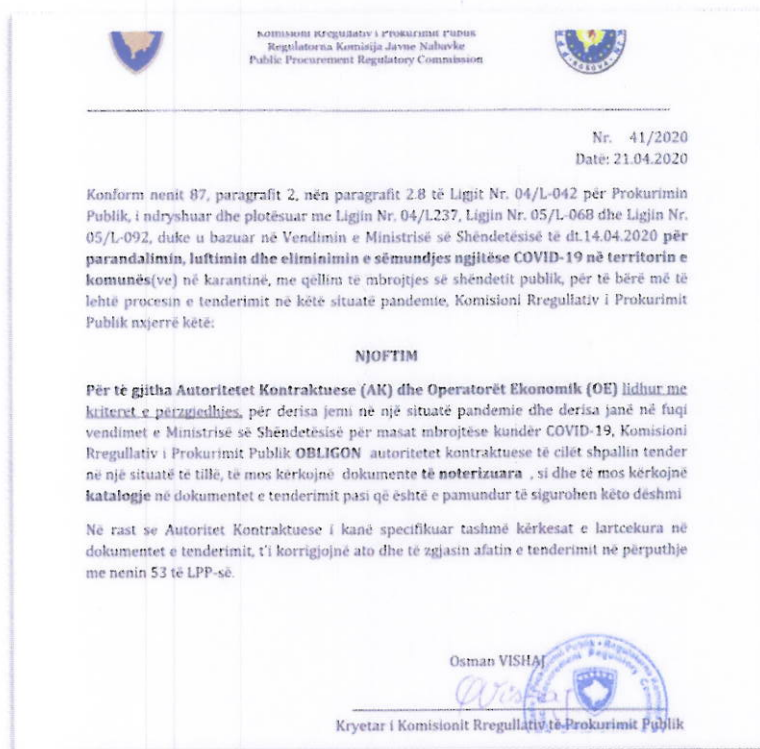 Komisioni Rregullativ i Prokurimit Publik
Regulatorna Komisija Javne Nabavke
Public Procurement Regulatory Commission
Nr. 41/2020
Datë: 21.04.2020
Konform nenit 87, paragrafit 2, nën paragrafit 2.8 të Ligjit Nr. 04/L-042 për Prokurimin
Publik, i ndryshuar dhe plotësuar me Ligjin Nr. 04/L237, Ligjin Nr. 05/L-068 dhe Ligjin Nr.
05/L-092, duke u bazuar në Vendimin e Ministrisë së Shëndetësisë të dt.14.04.2020 për
parandalimin, luftimin dhe eliminimin e sëmundjes ngjitëse COVID-19 në territorin e
komunës(ve) në karantinë, me qëllim të mbrojtjes së shëndetit publik, për të bërë më të
lehtë procesin e tenderimit në këtë situatë pandemie, Komisioni Rregullativ i Prokurimit
Publik nxjerrë këtë:
NJOFTIM
Për të gjitha Autoritetet Kontraktuese (AK) dhe Operatorët Ekonomik (OE) lidhur me
kriteret e përzgjedhjes, për derisa jemi në një situatë pandemie dhe derisa janë në fuqi
vendimet e Ministrisë së Shëndetësisë për masat mbrojtëse kundër COVID-19, Komisioni
Rregullativ i Prokurimit Publik OBLIGON autoritetet kontraktuese të cilët shpallin tender
në një situatë të tillë, të mos kërkojnë dokumente të noterizuara , si dhe të mos kërkojnë
katalogje në dokumentet e tenderimit pasi që është e pamundur të sigurohen këto dëshmi
Në rast se Autoritet Kontraktuese i kanë specifikuar tashmë kërkesat e lartcekura në
dokumentet e tenderimit, t'i korrigjojnë ato dhe të zgjasin afatin e tenderimit në përputhje
me nenin 53 të LPP-së.
Osman VISHAJ
Kryetar i Komisionit Rregullativ të Prokurimit Publik